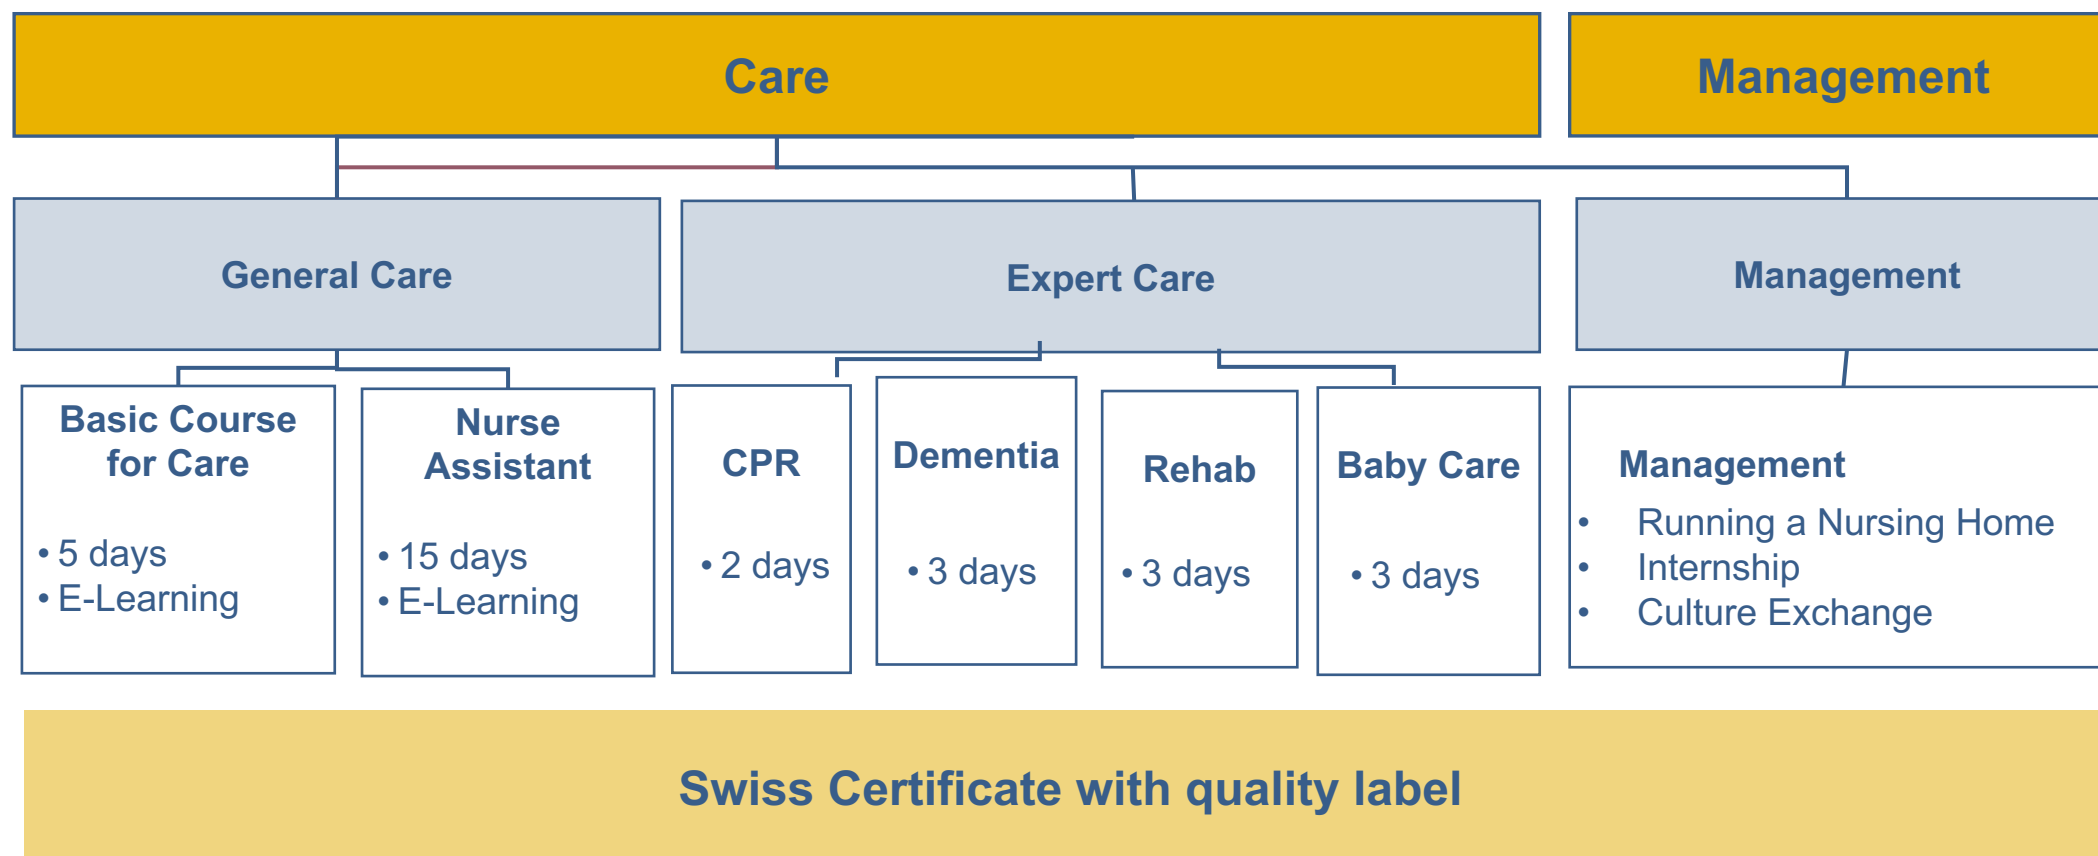 Care
Management
General Care
Expert Care
Management
Basic Course
for Care
• 5 days
• E-Learning
Nurse
Assistant
• 15 days
• E-Learning
CPR
• 2 days
Dementia
• 3 days
Rehab
• 3 days
Baby Care
• 3 days
Management
• Running a Nursing Home
• Internship
• Culture Exchange
Swiss Certificate with quality label